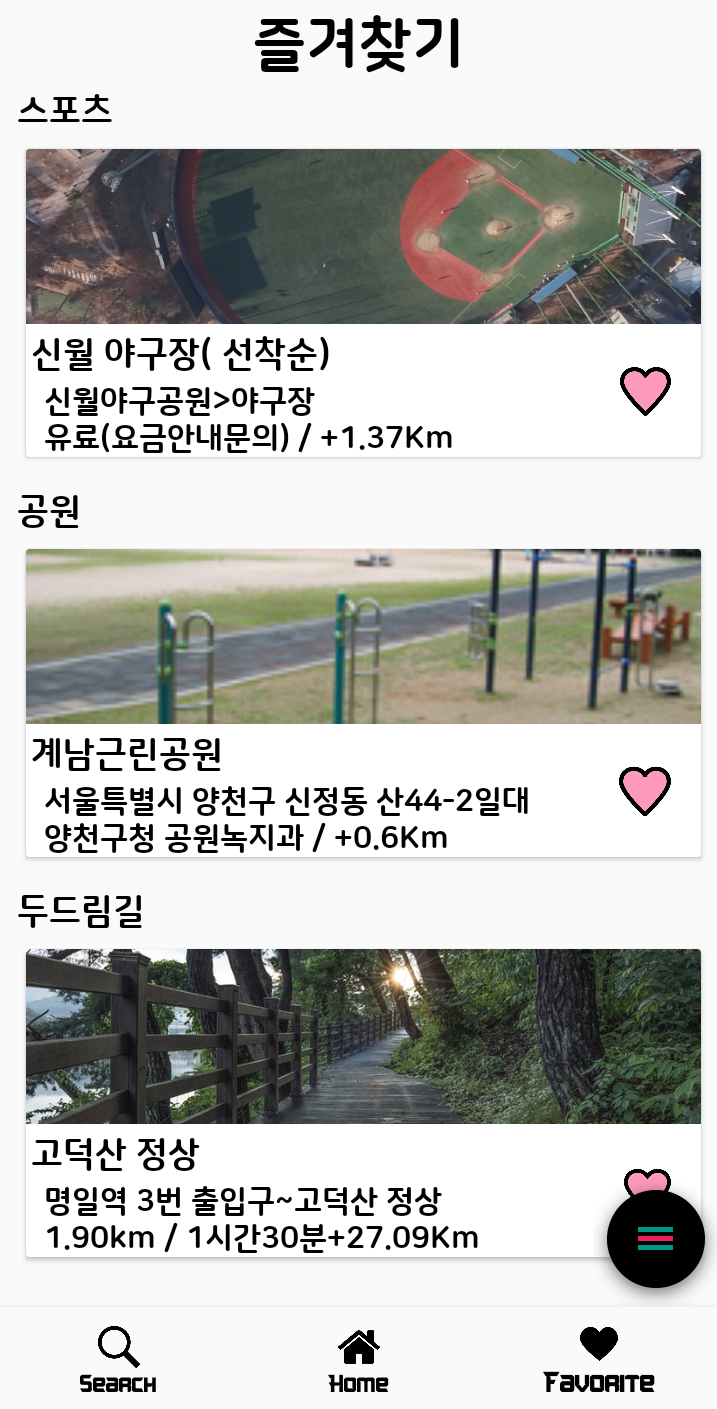 즐겨찾기
스포츠
신월 야구장( 선착순)
신월야구공원>야구장
유료(요금안내문의) / +1.37Km
공원
계남근린공원
서울특별시 양천구 신정동 산44-2일대
양천구청 공원녹지과 / +0.6Km
두드림길
고덕산 정상
명일역 3번 출입구~고덕산 정상
1.90km / 1시간30분+27.09Km
Search Home Favorite